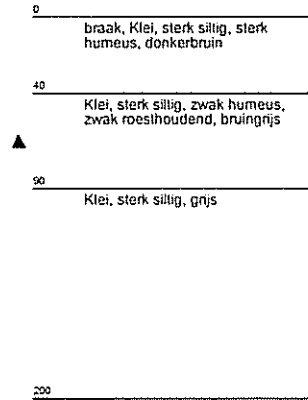 0
braak, Klei, sterk siltig, sterk
humeus, donkerbruin
40
Klei, sterk siltig, zwak humeus,
zwak roesthoudend, bruingrijs
90
Klei, sterk siltig, grijs
200